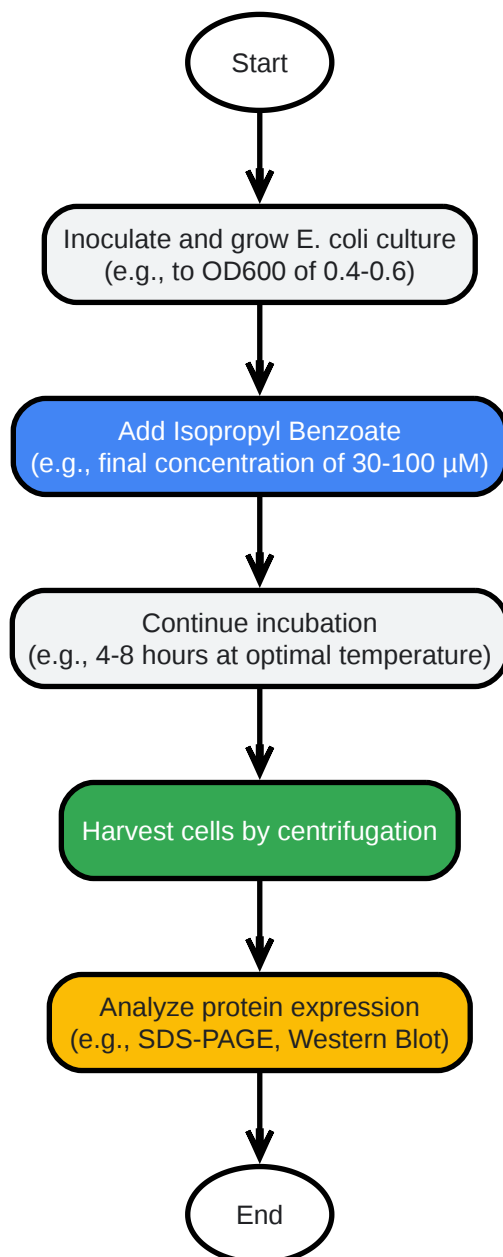 Start
Inoculate and grow E. coli culture
(e.g., to OD600 of 0.4-0.6)
Add Isopropyl Benzoate
(e.g., final concentration of 30-100 µM)
Continue incubation
(e.g., 4-8 hours at optimal temperature)
Harvest cells by centrifugation
Analyze protein expression
(e.g., SDS-PAGE, Western Blot)
End